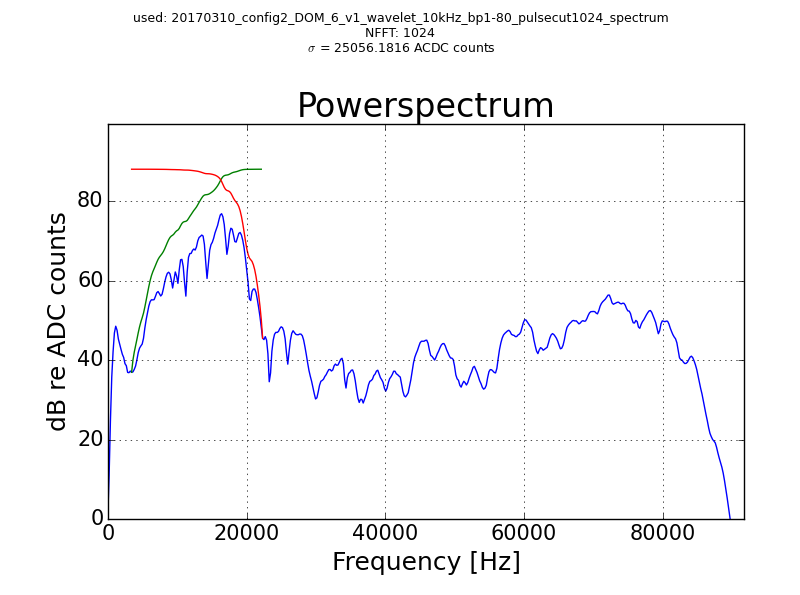 used: 20170310_config2_DOM_6_v1_wavelet_10kHz_bp1-80_pulsecut1024_spectrum
NFFT: 1024
σ = 25056.1816 ACDC counts
Powerspectrum
80
60
40
20
0
dB re ADC counts
0 20000 40000 60000 80000
Frequency [Hz]